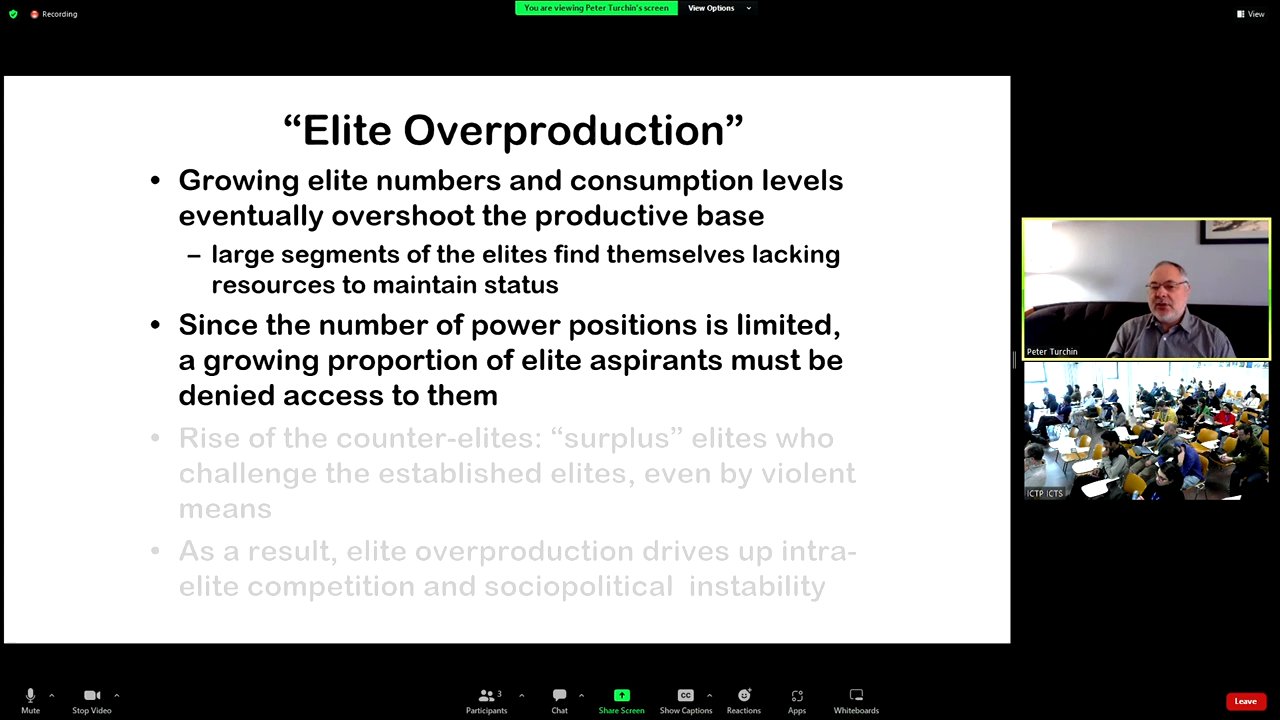 Recording
You are viewing Peter Turchin's screen
View Options
View
“Elite Overproduction”
• Growing elite numbers and consumption levels
eventually overshoot the productive base
– large segments of the elites find themselves lacking
resources to maintain status
• Since the number of power positions is limited,
a growing proportion of elite aspirants must be
denied access to them
• Rise of the counter-elites: “surplus” elites who
challenge the established elites, even by violent
means
• As a result, elite overproduction drives up intra-
elite competition and sociopolitical instability
Peter Turchin
ICTP ICTS
Mute
Stop Video
Participants
3
Chat
Share Screen
CC
Show Captions
Reactions
Apps
Whiteboards
Leave